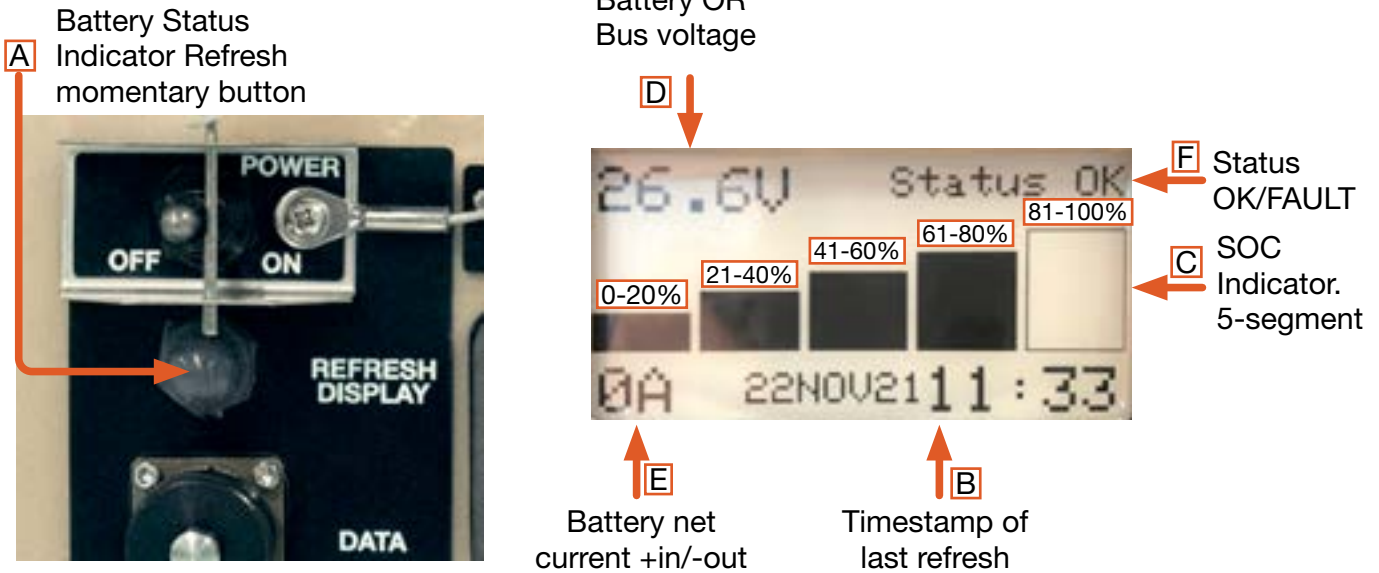 Battery Status
A Indicator Refresh
momentary button
POWER
OFF ON
REFRESH
DISPLAY
DATA
Battery OR
Bus voltage
D
26.6V Status OK
F Status
OK/FAULT
81-100%
61-80%
41-60%
21-40%
0-20%
C SOC
Indicator.
5-segment
0A 22NOV21 11:33
E
Battery net
current +in/-out
B
Timestamp of
last refresh